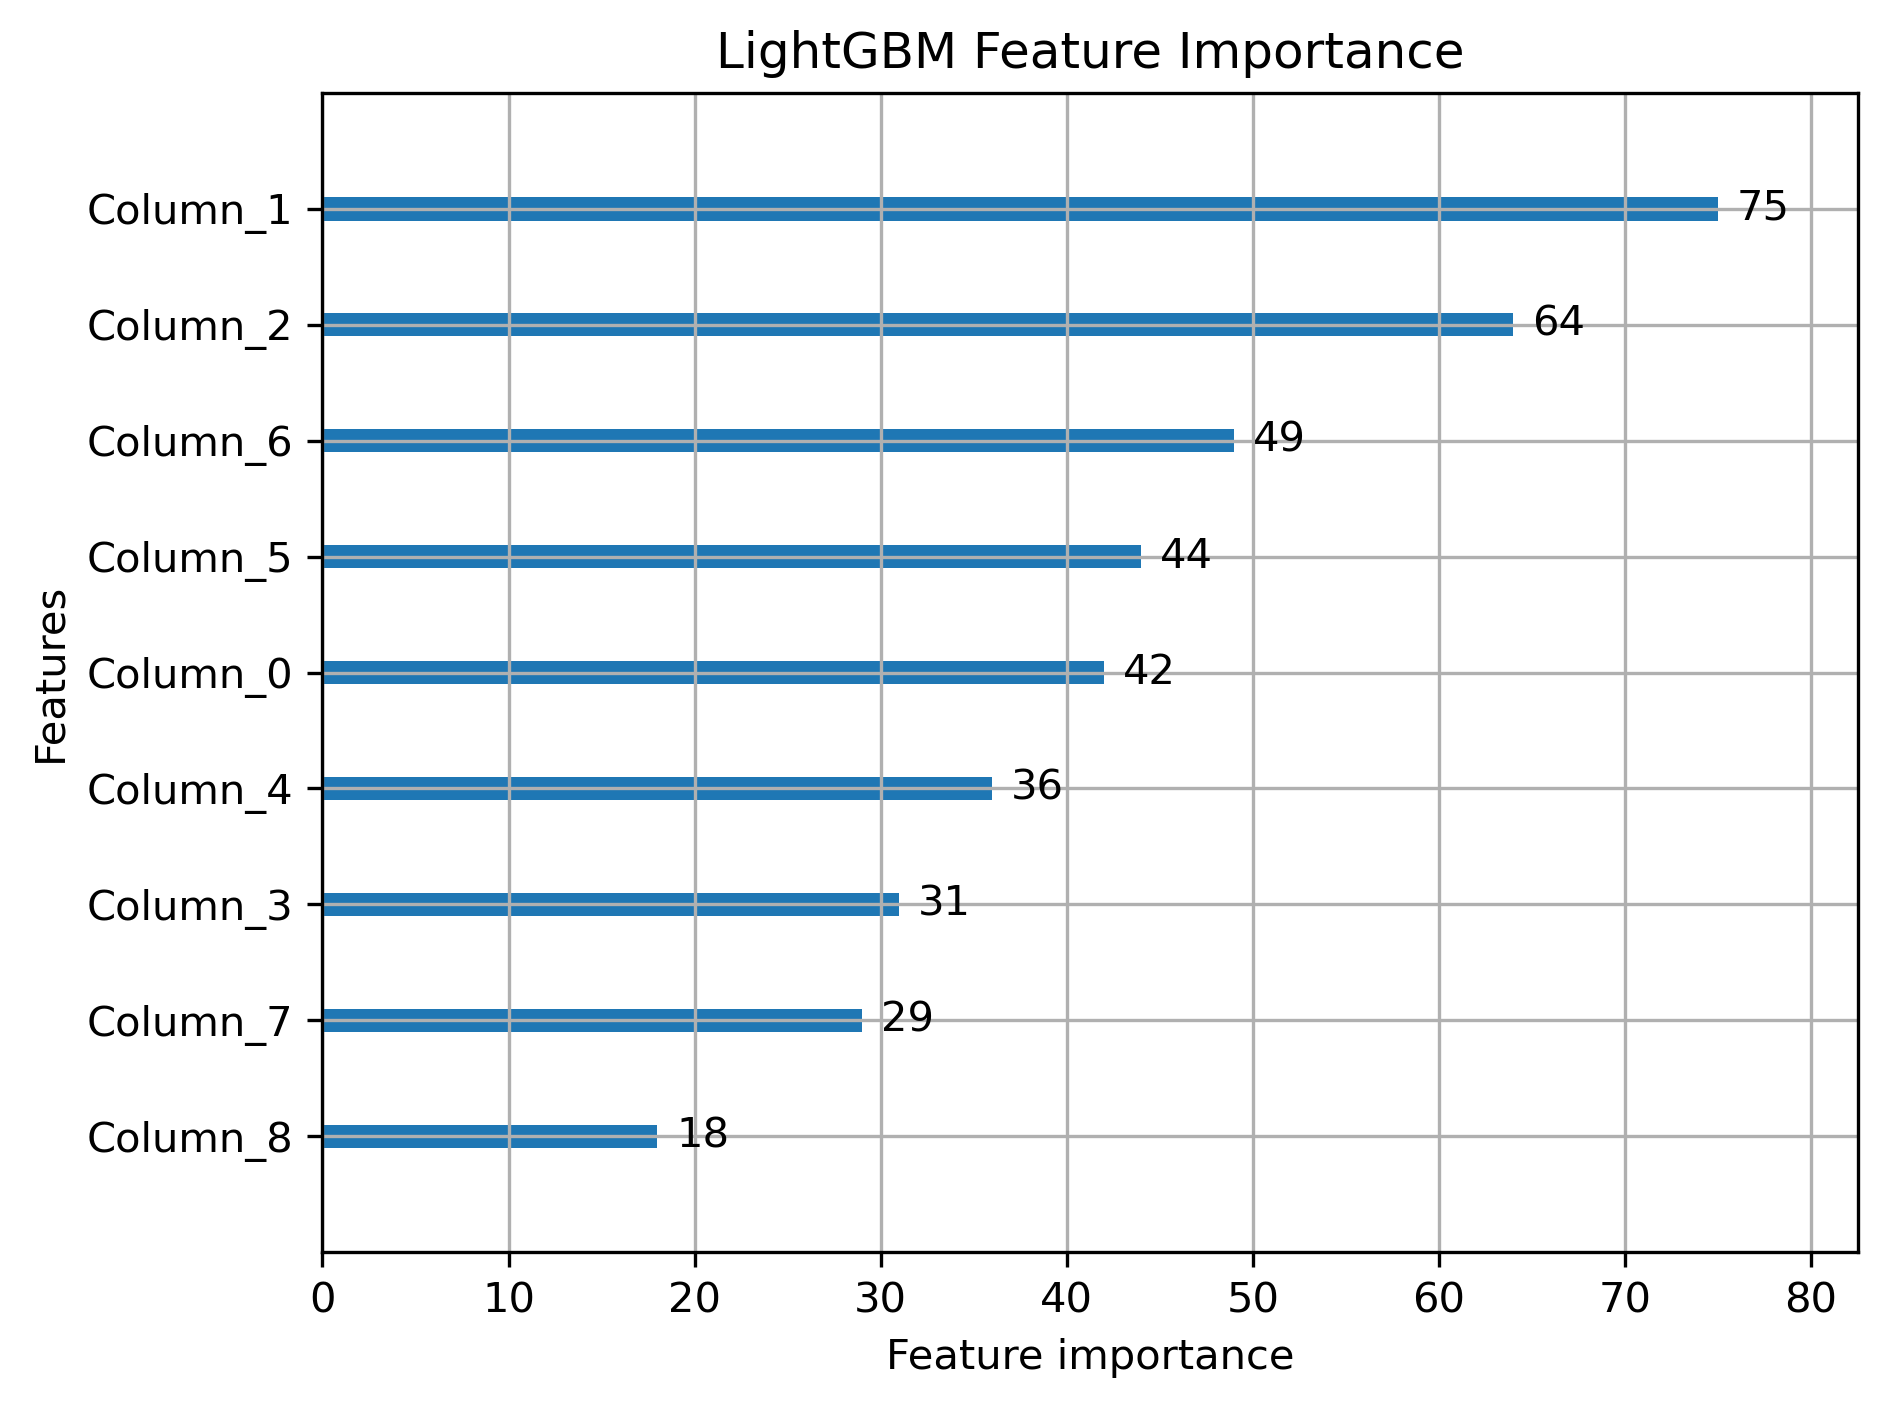 LightGBM Feature Importance
Column_1 75
Column_2 64
Column_6 49
Column_5 44
Column_0 42
Column_4 36
Column_3 31
Column_7 29
Column_8 18
Features
0 10 20 30 40 50 60 70 80
Feature importance